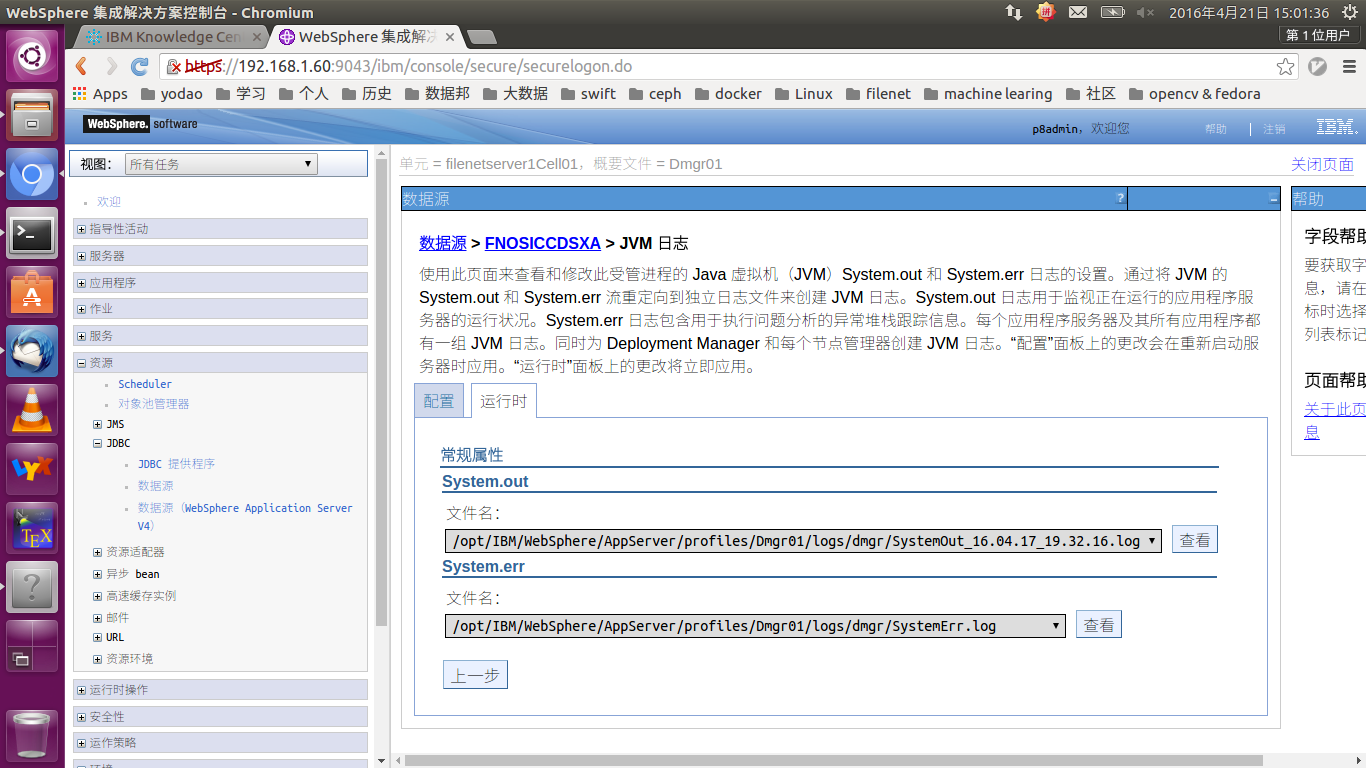 WebSphere 集成解决方案控制台 - Chromium
2016年4月21日 15:01:36
IBM Knowledge Cen
WebSphere 集成解决
第 1 位用户
https://192.168.1.60:9043/ibm/console/secure/securelogon.do
Apps yodao 学习 个人 历史 数据邦 大数据 swift ceph docker Linux filenet machine learing 社区 opencv & fedora
WebSphere. software
p8admin，欢迎您 帮助 注销 IBM.
视图： 所有任务
欢迎
指导性活动
服务器
应用程序
作业
服务
资源
Scheduler
对象池管理器
JMS
JDBC
JDBC 提供程序
数据源
数据源（WebSphere Application Server
V4）
资源适配器
异步 bean
高速缓存实例
邮件
URL
资源环境
运行时操作
安全性
运作策略
环境
单元 = filenetserver1Cell01，概要文件 = Dmgr01
关闭页面
数据源
数据源 > FNOSICCDSXA > JVM 日志
使用此页面来查看和修改此受管进程的 Java 虚拟机（JVM）System.out 和 System.err 日志的设置。通过将 JVM 的
System.out 和 System.err 流重定向到独立日志文件来创建 JVM 日志。System.out 日志用于监视正在运行的应用程序服
务器的运行状况。System.err 日志包含用于执行问题分析的异常堆栈跟踪信息。每个应用程序服务器及其所有应用程序都
有一组 JVM 日志。同时为 Deployment Manager 和每个节点管理器创建 JVM 日志。“配置”面板上的更改会在重新启动服
务器时应用。“运行时”面板上的更改将立即应用。
配置 运行时
常规属性
System.out
文件名：
/opt/IBM/WebSphere/AppServer/profiles/Dmgr01/logs/dmgr/SystemOut_16.04.17_19.32.16.log 查看
System.err
文件名：
/opt/IBM/WebSphere/AppServer/profiles/Dmgr01/logs/dmgr/SystemErr.log 查看
上一步
帮助
字段帮助
要获取字
息，请在
标时选择
列表标记
页面帮助
关于此页
息